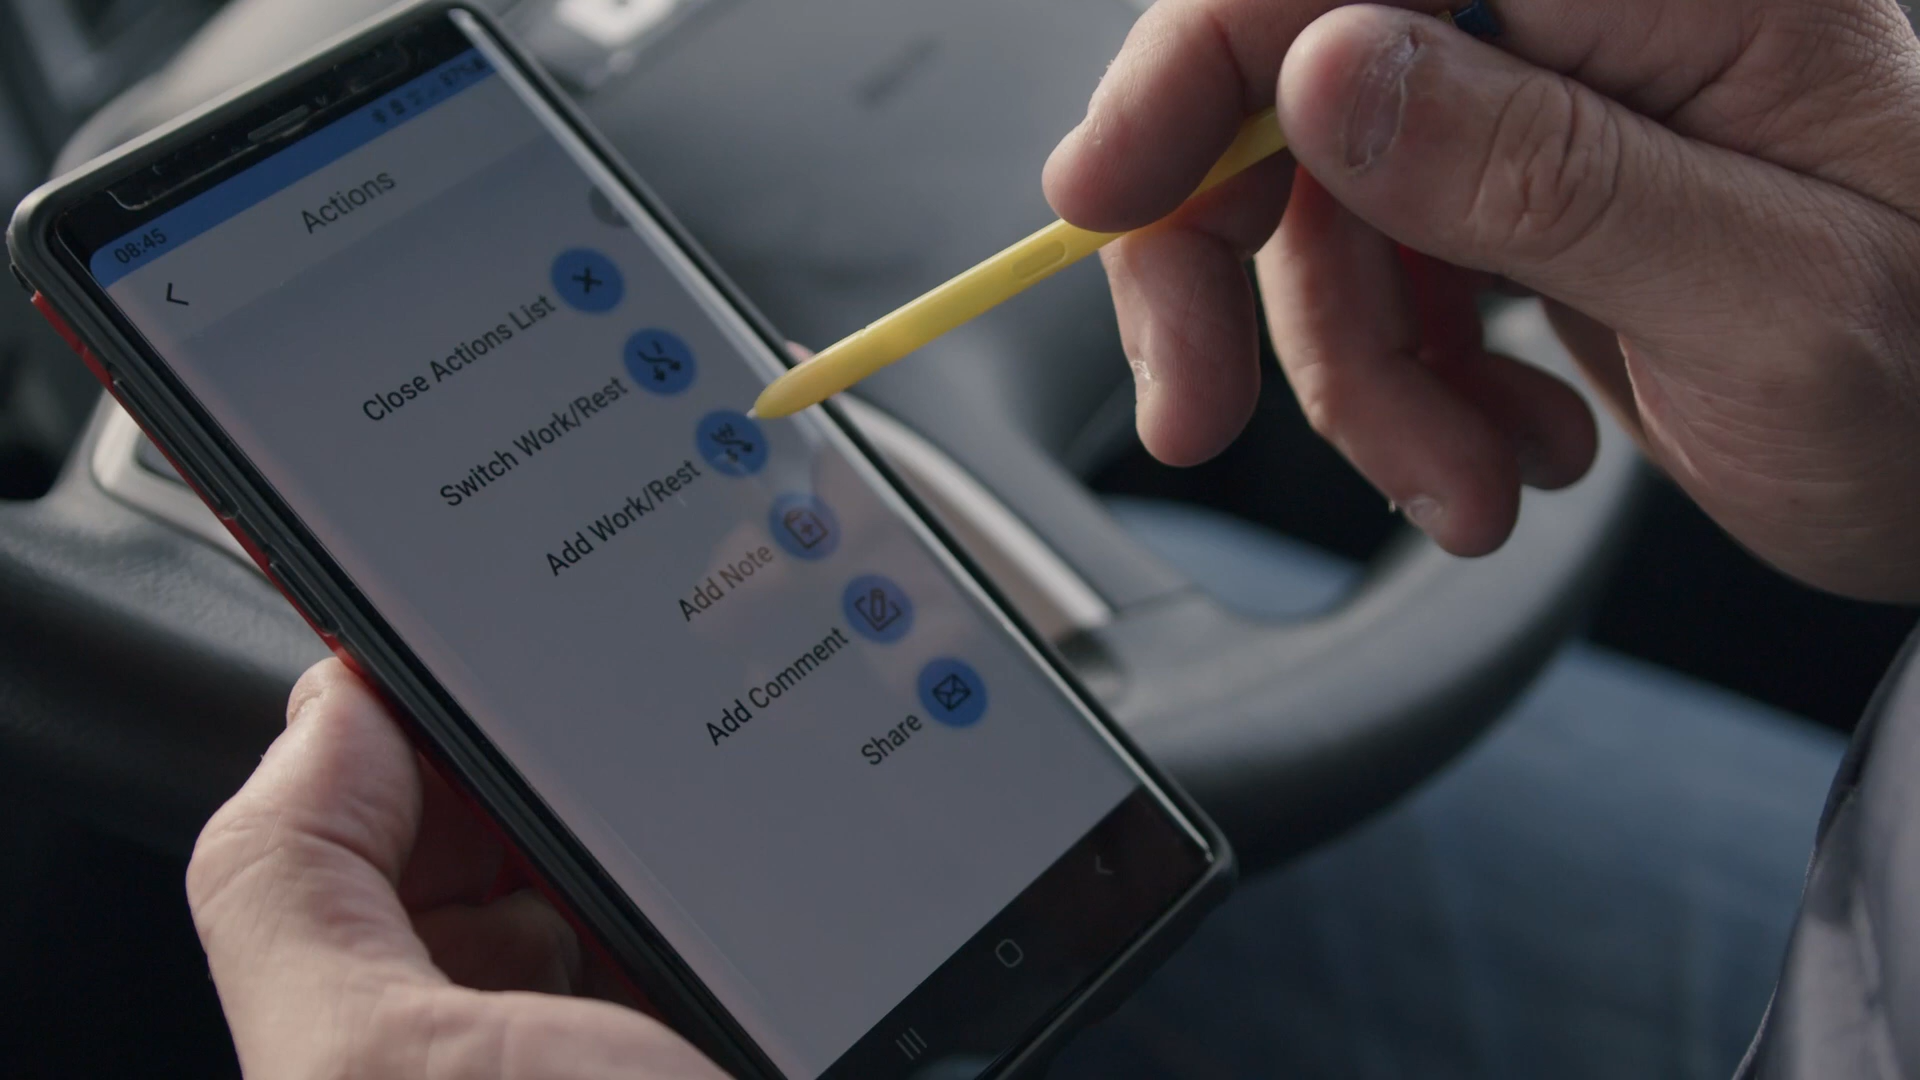 08:45
Actions
Close Actions List
Switch Work/Rest
Add Work/Rest
Add Note
Add Comment
Share